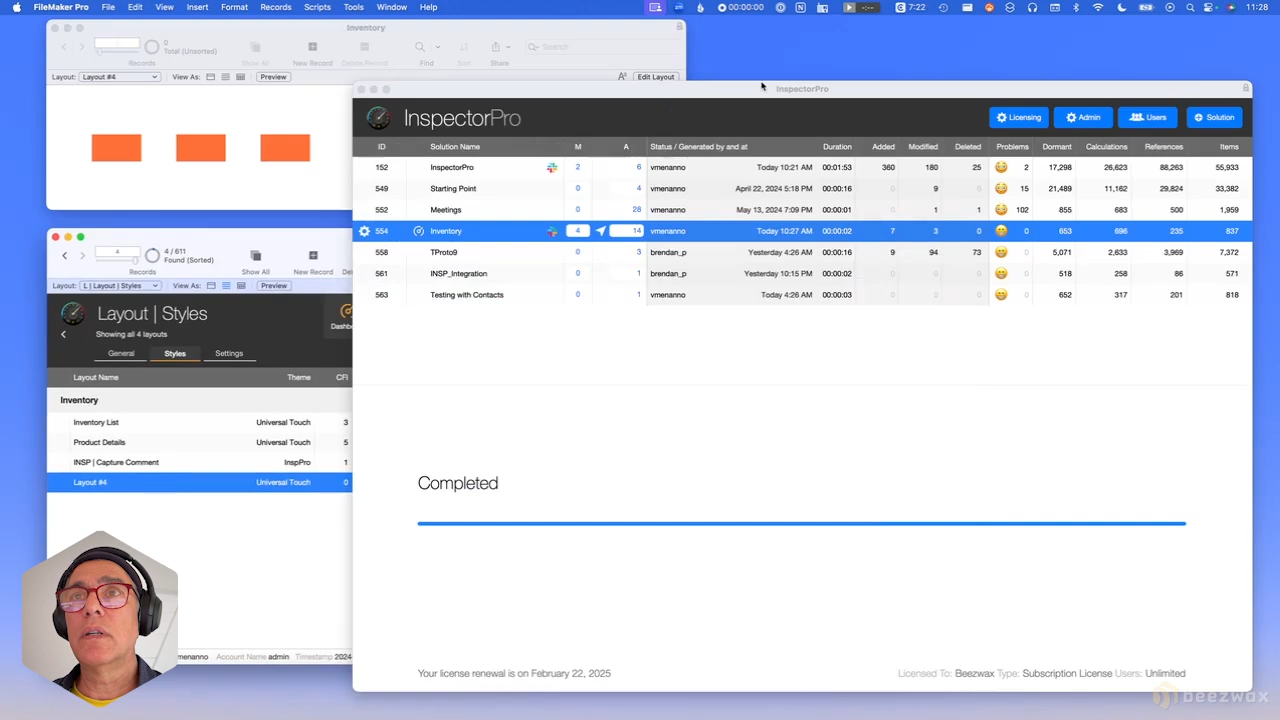 FileMaker Pro File Edit View Insert Format Records Scripts Tools Window Help 00:00:00 7:22 11:28
Inventory
0
Total (Unsorted)
Records Show All New Record Delete Record Find Sort Share Search
Layout: Layout #4 View As: Preview Edit Layout
InspectorPro
InspectorPro
Licensing Admin Users Solution
ID Solution Name M A Status / Generated by and at Duration Added Modified Deleted Problems Dormant Calculations References Items
152 InspectorPro 2 6 vmenanno Today 10:21 AM 00:01:53 360 180 25 2 17,298 26,623 88,263 55,933
549 Starting Point 0 4 vmenanno April 22, 2024 5:18 PM 00:00:16 0 9 0 15 21,489 11,162 29,824 33,382
552 Meetings 0 28 vmenanno May 13, 2024 7:09 PM 00:00:01 0 1 1 102 855 683 500 1,959
554 Inventory 4 14 vmenanno Today 10:27 AM 00:00:02 7 3 0 0 653 696 235 837
558 TProto9 0 3 brendan_p Yesterday 4:26 AM 00:00:16 9 94 73 0 5,071 2,633 3,969 7,372
561 INSP_Integration 0 1 brendan_p Yesterday 10:15 PM 00:00:02 0 0 0 0 518 258 86 571
563 Testing with Contacts 0 1 vmenanno Today 4:26 AM 00:00:03 0 0 0 0 652 317 201 818
4 4 / 611
Found (Sorted)
Records Show All New Record
Layout: L | Layout | Styles View As: Preview
Layout | Styles
Showing all 4 layouts
General Styles Settings
Layout Name Theme
Inventory
Inventory List Universal Touch 3
Product Details Universal Touch 5
INSP | Capture Comment InspPro 1
Layout #4 Universal Touch 0
Completed
menanno Account Name admin Timestamp 2024
Your license renewal is on February 22, 2025
Licensed To: Beezwax Type: Subscription License Users: Unlimited
beezwax